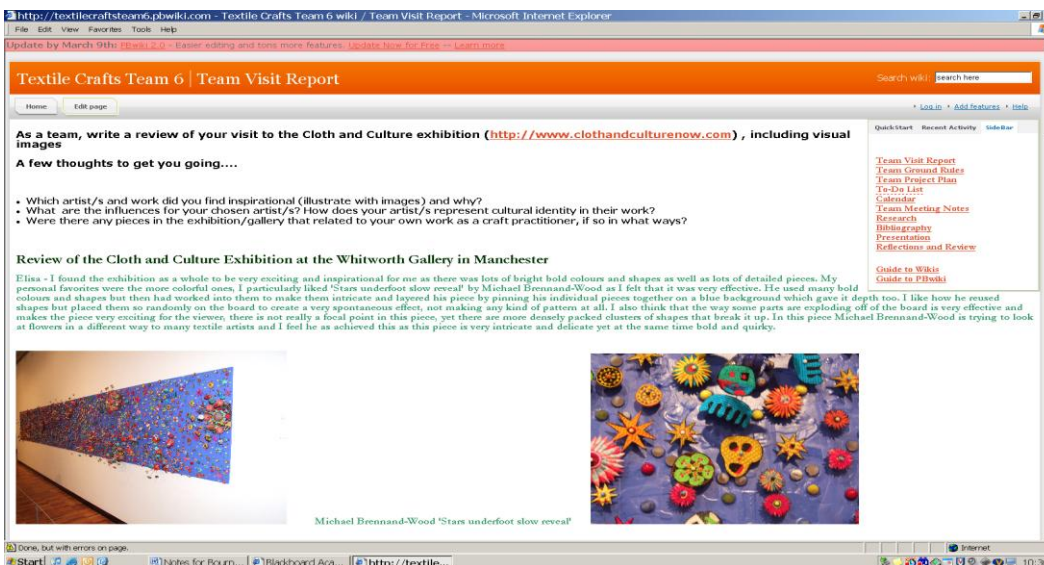 http://textilecraftsteam6.pbwiki.com - Textile Crafts Team 6 wiki / Team Visit Report - Microsoft Internet Explorer
File Edit View Favorites Tools Help
Update by March 9th: PBwiki 2.0 - Easier editing and tons more features. Update Now for Free -- Learn more
Textile Crafts Team 6 | Team Visit Report
Search wiki: search here
Home Edit page
Log in Add features Help
As a team, write a review of your visit to the Cloth and Culture exhibition (http://www.clothandculturenow.com) , including visual
images
A few thoughts to get you going....
• Which artist/s and work did you find inspirational (illustrate with images) and why?
• What are the influences for your chosen artist/s? How does your artist/s represent cultural identity in their work?
• Were there any pieces in the exhibition/gallery that related to your own work as a craft practitioner, if so in what ways?
QuickStart Recent Activity SideBar
Team Visit Report
Team Ground Rules
Team Project Plan
To-Do List
Calendar
Team Meeting Notes
Research
Bibliography
Presentation
Reflections and Review
Guide to Wikis
Guide to PBwiki
Review of the Cloth and Culture Exhibition at the Whitworth Gallery in Manchester
Elisa - I found the exhibition as a whole to be very exciting and inspirational for me as there was lots of bright bold colours and shapes as well as lots of detailed pieces. My
personal favorites were the more colorful ones, I particularly liked 'Stars underfoot slow reveal' by Michael Brennand-Wood as I felt that it was very effective. He used many bold
colours and shapes but then had worked into them to make them intricate and layered his piece by pinning his individual pieces together on a blue background which gave it depth too. I like how he reused
shapes but placed them so randomly on the board to create a very spontaneous effect, not making any kind of pattern at all. I also think that the way some parts are exploding off of the board is very effective and
makes the piece very exciting for the viewer, there is not really a focal point in this piece, yet there are more densely packed clusters of shapes that break it up. In this piece Michael Brennand-Wood is trying to look
at flowers in a different way to many textile artists and I feel he as achieved this as this piece is very intricate and delicate yet at the same time bold and quirky.
Michael Brennand-Wood 'Stars underfoot slow reveal'
Done, but with errors on page.
Internet
Start
Notes for Bourn...
Blackboard Aca...
http://textile...